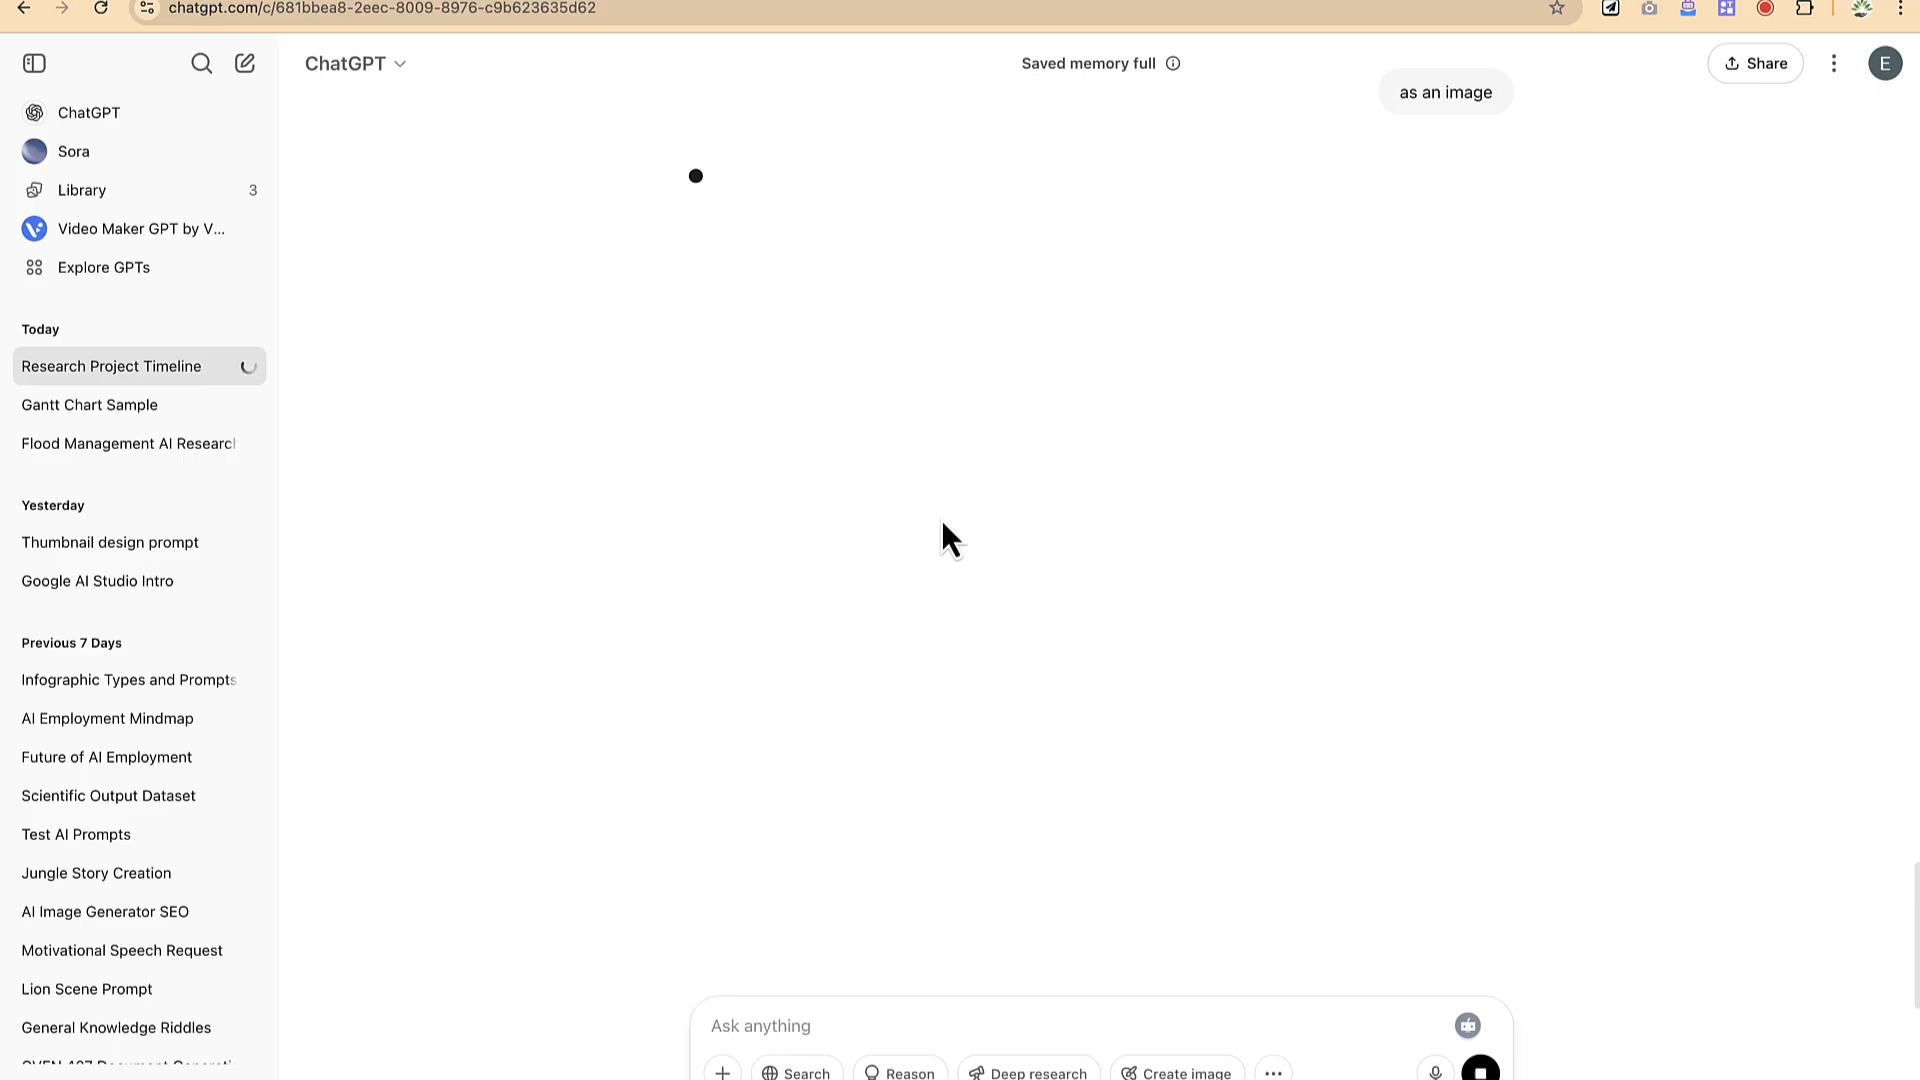 chatgpt.com/c/681bbea8-2eec-8009-8976-c9b623635d62
ChatGPT
Saved memory full
Share
E
as an image
ChatGPT
Sora
Library 3
Video Maker GPT by V...
Explore GPTs
Today
Research Project Timeline
Gantt Chart Sample
Flood Management AI Research
Yesterday
Thumbnail design prompt
Google AI Studio Intro
Previous 7 Days
Infographic Types and Prompts
AI Employment Mindmap
Future of AI Employment
Scientific Output Dataset
Test AI Prompts
Jungle Story Creation
AI Image Generator SEO
Motivational Speech Request
Lion Scene Prompt
General Knowledge Riddles
Ask anything
Search
Reason
Deep research
Create image